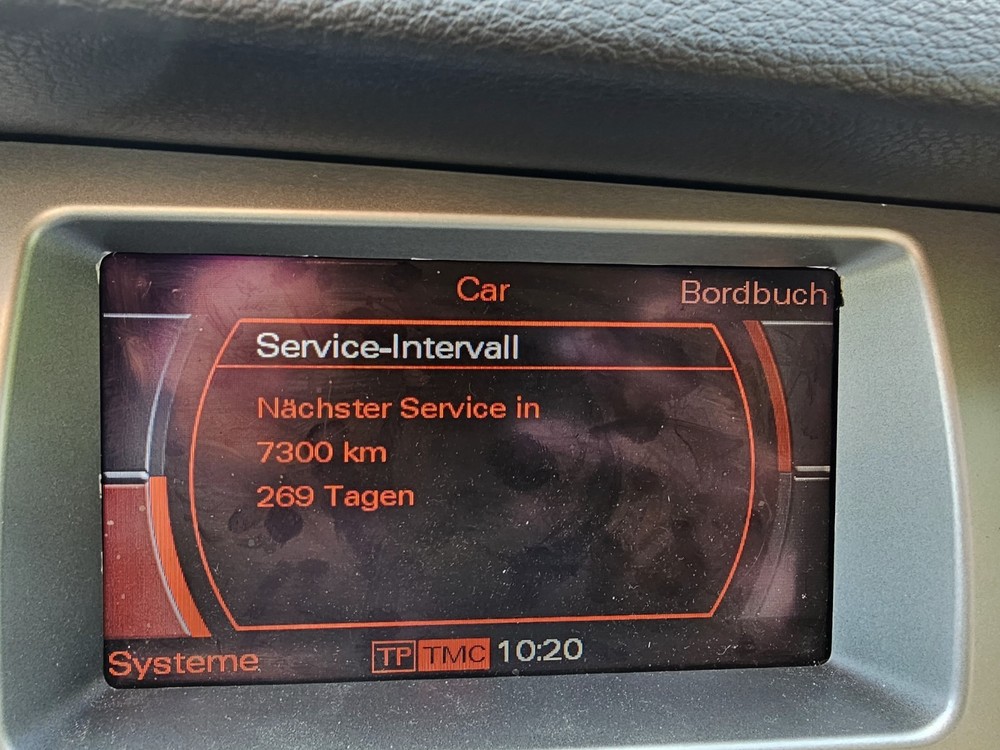 Car
Bordbuch
Service-Intervall
Nächster Service in
7300 km
269 Tagen
Systeme
TP TMC 10:20